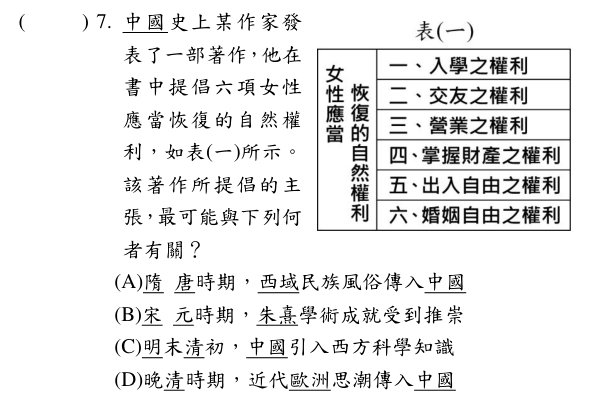 (　　) 7. 中國史上某作家發
表了一部著作，他在
書中提倡六項女性
應當恢復的自然權
利，如表(一)所示。
該著作所提倡的主
張，最可能與下列何
者有關？
表(一)
女性應當
恢復的自然權利
一、入學之權利
二、交友之權利
三、營業之權利
四、掌握財產之權利
五、出入自由之權利
六、婚姻自由之權利
(A)隋 唐時期，西域民族風俗傳入中國
(B)宋 元時期，朱熹學術成就受到推崇
(C)明末清初，中國引入西方科學知識
(D)晚清時期，近代歐洲思潮傳入中國